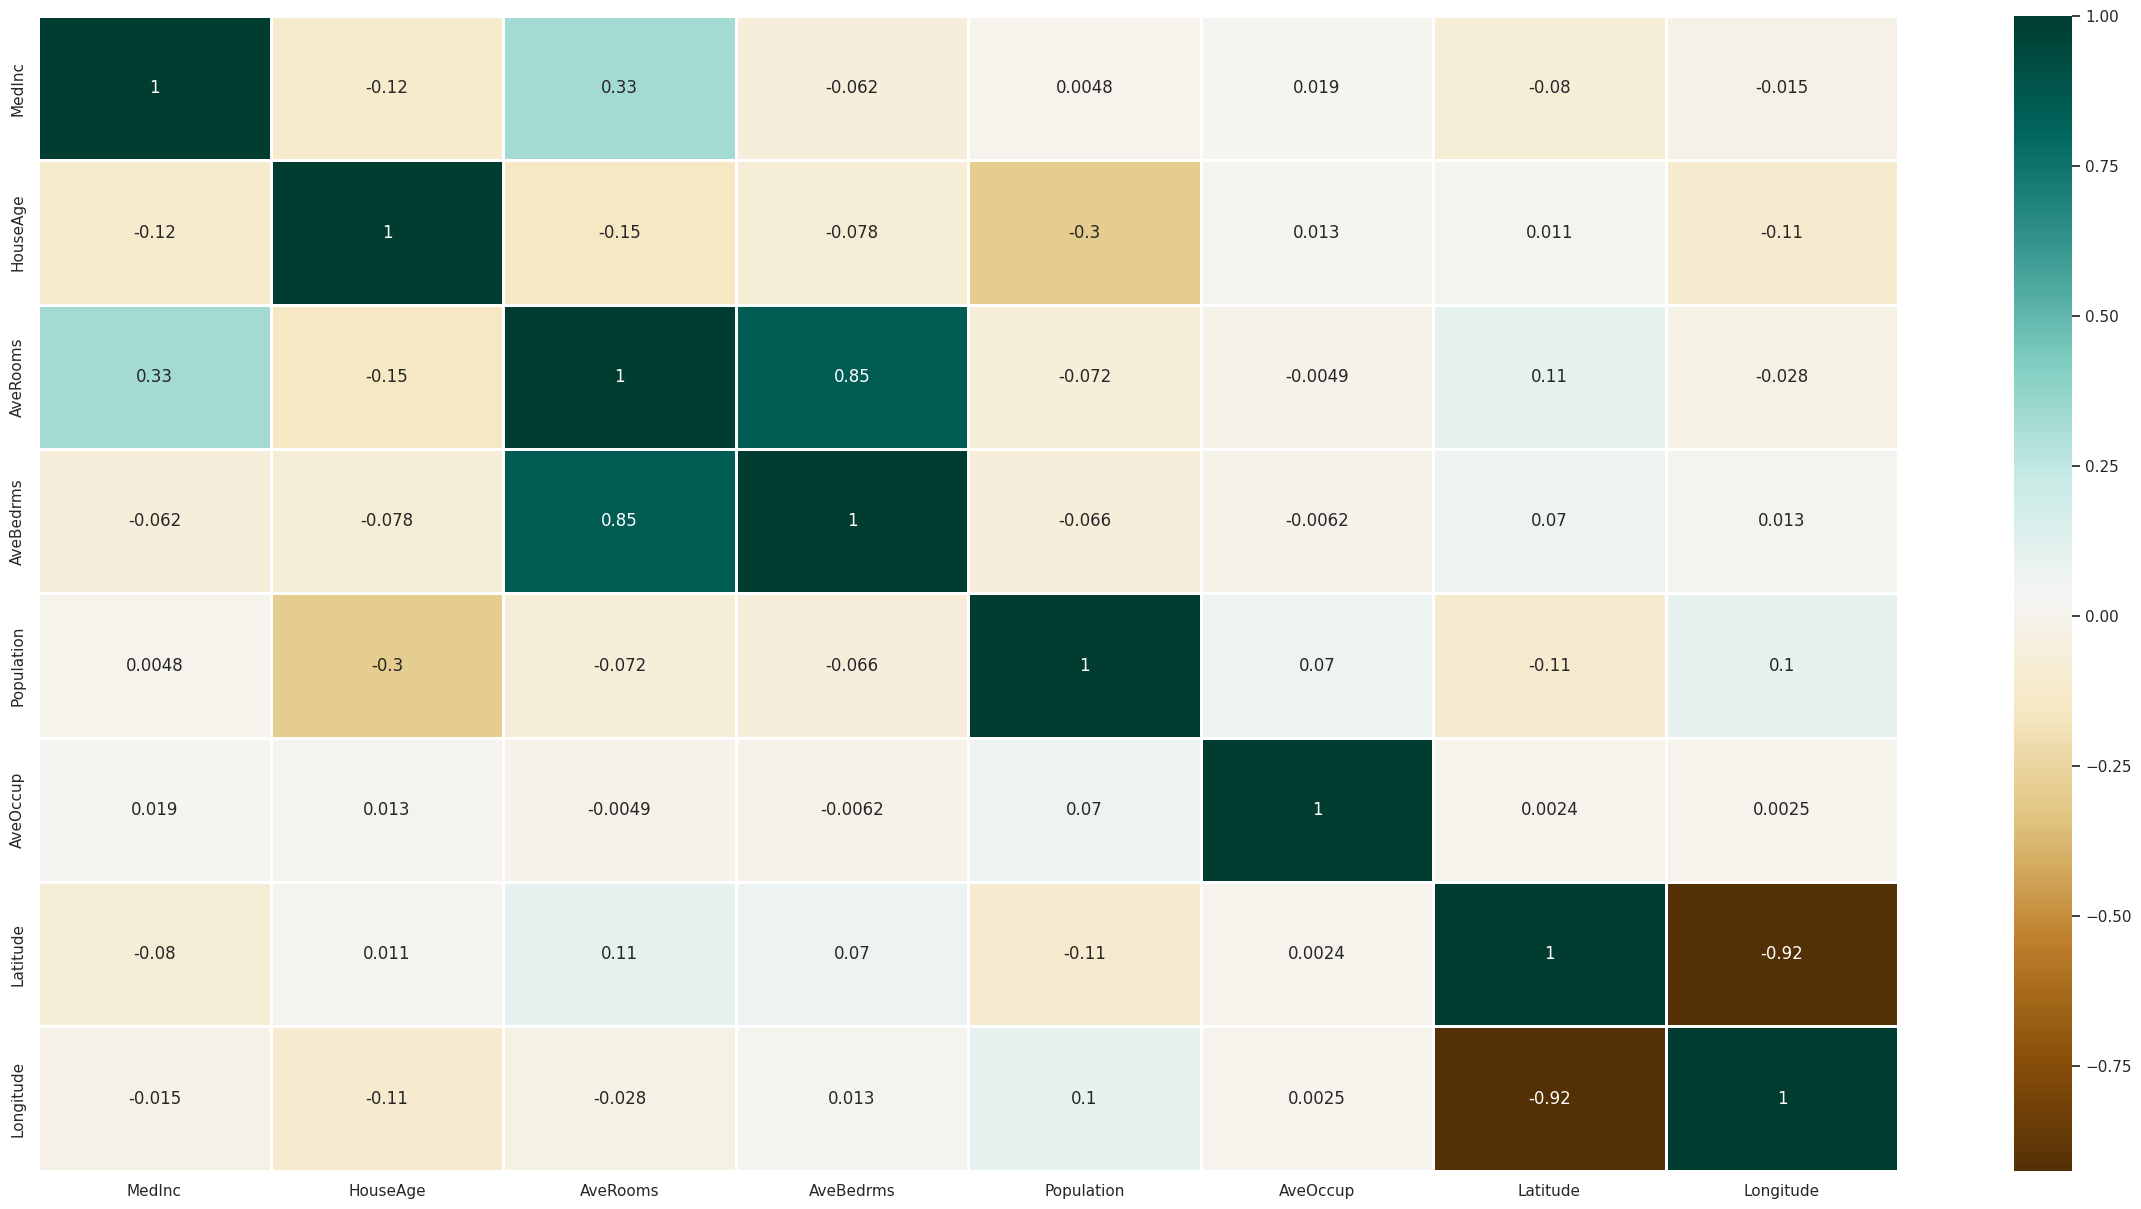 1.00
MedInc 1 -0.12 0.33 -0.062 0.0048 0.019 -0.08 -0.015
0.75
HouseAge -0.12 1 -0.15 -0.078 -0.3 0.013 0.011 -0.11
0.50
AveRooms 0.33 -0.15 1 0.85 -0.072 -0.0049 0.11 -0.028
0.25
AveBedrms -0.062 -0.078 0.85 1 -0.066 -0.0062 0.07 0.013
0.00
Population 0.0048 -0.3 -0.072 -0.066 1 0.07 -0.11 0.1
−0.25
AveOccup 0.019 0.013 -0.0049 -0.0062 0.07 1 0.0024 0.0025
−0.50
Latitude -0.08 0.011 0.11 0.07 -0.11 0.0024 1 -0.92
−0.75
Longitude -0.015 -0.11 -0.028 0.013 0.1 0.0025 -0.92 1
MedInc HouseAge AveRooms AveBedrms Population AveOccup Latitude Longitude